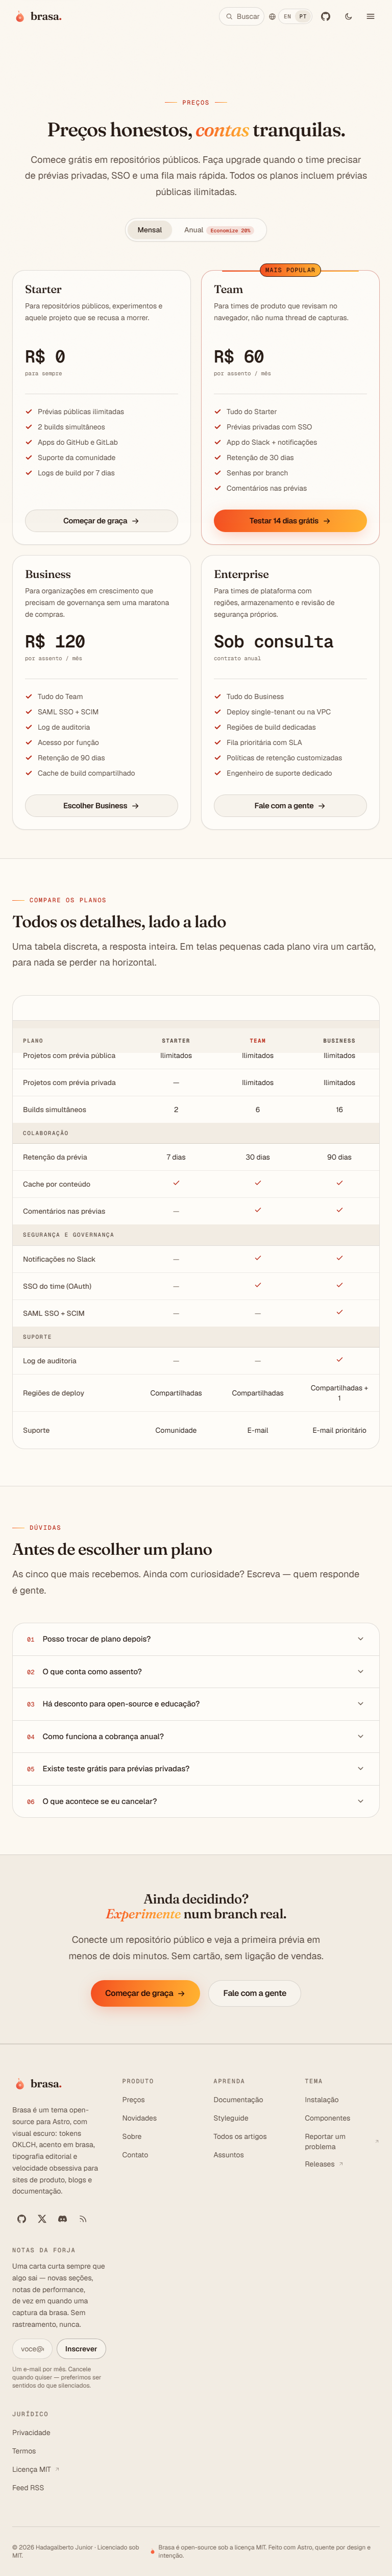 brasa.
Buscar
EN
PT
PREÇOS
Preços honestos, contas tranquilas.
Comece grátis em repositórios públicos. Faça upgrade quando o time precisar
de prévias privadas, SSO e uma fila mais rápida. Todos os planos incluem prévias
públicas ilimitadas.
Mensal
Anual
Economize 20%
Starter
Para repositórios públicos, experimentos e
aquele projeto que se recusa a morrer.
R$ 0
para sempre
Prévias públicas ilimitadas
2 builds simultâneos
Apps do GitHub e GitLab
Suporte da comunidade
Logs de build por 7 dias
Começar de graça →
MAIS POPULAR
Team
Para times de produto que revisam no
navegador, não numa thread de capturas.
R$ 60
por assento / mês
Tudo do Starter
Prévias privadas com SSO
App do Slack + notificações
Retenção de 30 dias
Senhas por branch
Comentários nas prévias
Testar 14 dias grátis →
Business
Para organizações em crescimento que
precisam de governança sem uma maratona
de compras.
R$ 120
por assento / mês
Tudo do Team
SAML SSO + SCIM
Log de auditoria
Acesso por função
Retenção de 90 dias
Cache de build compartilhado
Escolher Business →
Enterprise
Para times de plataforma com
regiões, armazenamento e revisão de
segurança próprios.
Sob consulta
contrato anual
Tudo do Business
Deploy single-tenant ou na VPC
Regiões de build dedicadas
Fila prioritária com SLA
Políticas de retenção customizadas
Engenheiro de suporte dedicado
Fale com a gente →
COMPARE OS PLANOS
Todos os detalhes, lado a lado
Uma tabela discreta, a resposta inteira. Em telas pequenas cada plano vira um cartão,
para nada se perder na horizontal.
PLANO STARTER TEAM BUSINESS
Projetos com prévia pública Ilimitados Ilimitados Ilimitados
Projetos com prévia privada — Ilimitados Ilimitados
Builds simultâneos 2 6 16
COLABORAÇÃO
Retenção da prévia 7 dias 30 dias 90 dias
Cache por conteúdo ✓ ✓ ✓
Comentários nas prévias — ✓ ✓
SEGURANÇA E GOVERNANÇA
Notificações no Slack — ✓ ✓
SSO do time (OAuth) — ✓ ✓
SAML SSO + SCIM — — ✓
SUPORTE
Log de auditoria — — ✓
Regiões de deploy Compartilhadas Compartilhadas Compartilhadas +
1
Suporte Comunidade E-mail E-mail prioritário
DÚVIDAS
Antes de escolher um plano
As cinco que mais recebemos. Ainda com curiosidade? Escreva — quem responde
é gente.
01 Posso trocar de plano depois?
02 O que conta como assento?
03 Há desconto para open-source e educação?
04 Como funciona a cobrança anual?
05 Existe teste grátis para prévias privadas?
06 O que acontece se eu cancelar?
Ainda decidindo?
Experimente num branch real.
Conecte um repositório público e veja a primeira prévia em
menos de dois minutos. Sem cartão, sem ligação de vendas.
Começar de graça →
Fale com a gente
brasa.
Brasa é um tema open-
source para Astro, com
visual escuro: tokens
OKLCH, acento em brasa,
tipografia editorial e
velocidade obsessiva para
sites de produto, blogs e
documentação.
NOTAS DA FORJA
Uma carta curta sempre que
algo sai — novas seções,
notas de performance,
de vez em quando uma
captura da brasa. Sem
rastreamento, nunca.
voce@
Inscrever
Um e-mail por mês. Cancele
quando quiser — preferimos ser
sentidos do que silenciados.
JURÍDICO
Privacidade
Termos
Licença MIT
Feed RSS
PRODUTO
Preços
Novidades
Sobre
Contato
APRENDA
Documentação
Styleguide
Todos os artigos
Assuntos
TEMA
Instalação
Componentes
Reportar um
problema
Releases
© 2026 Hadagalberto Junior · Licenciado sob
MIT.
Brasa é open-source sob a licença MIT. Feito com Astro, quente por design e
intenção.